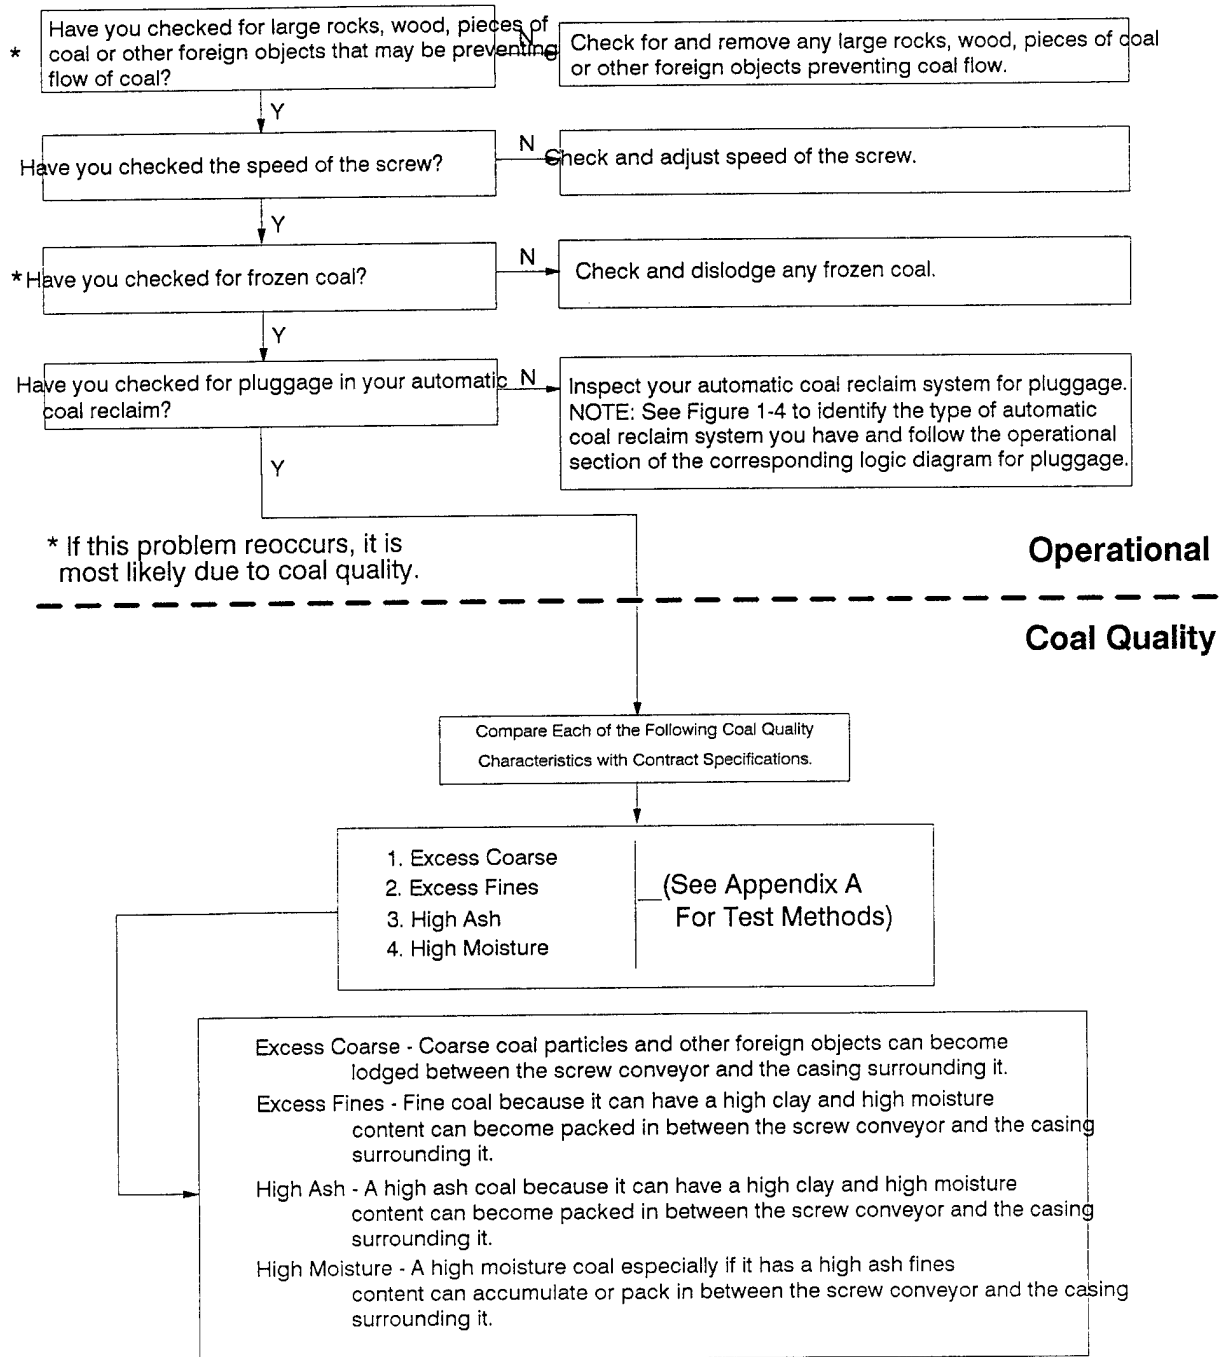 Have you checked for large rocks, wood, pieces of
* coal or other foreign objects that may be preventing
flow of coal?
N
Check for and remove any large rocks, wood, pieces of coal
or other foreign objects preventing coal flow.
Y
Have you checked the speed of the screw?
N
Check and adjust speed of the screw.
Y
* Have you checked for frozen coal?
N
Check and dislodge any frozen coal.
Y
Have you checked for pluggage in your automatic
coal reclaim?
N
Inspect your automatic coal reclaim system for pluggage.
NOTE: See Figure 1-4 to identify the type of automatic
coal reclaim system you have and follow the operational
section of the corresponding logic diagram for pluggage.
Y
* If this problem reoccurs, it is
most likely due to coal quality.
Operational
Coal Quality
Compare Each of the Following Coal Quality
Characteristics with Contract Specifications.
1. Excess Coarse
2. Excess Fines
3. High Ash
4. High Moisture
(See Appendix A
For Test Methods)
Excess Coarse - Coarse coal particles and other foreign objects can become
lodged between the screw conveyor and the casing surrounding it.
Excess Fines - Fine coal because it can have a high clay and high moisture
content can become packed in between the screw conveyor and the casing
surrounding it.
High Ash - A high ash coal because it can have a high clay and high moisture
content can become packed in between the screw conveyor and the casing
surrounding it.
High Moisture - A high moisture coal especially if it has a high ash fines
content can accumulate or pack in between the screw conveyor and the casing
surrounding it.